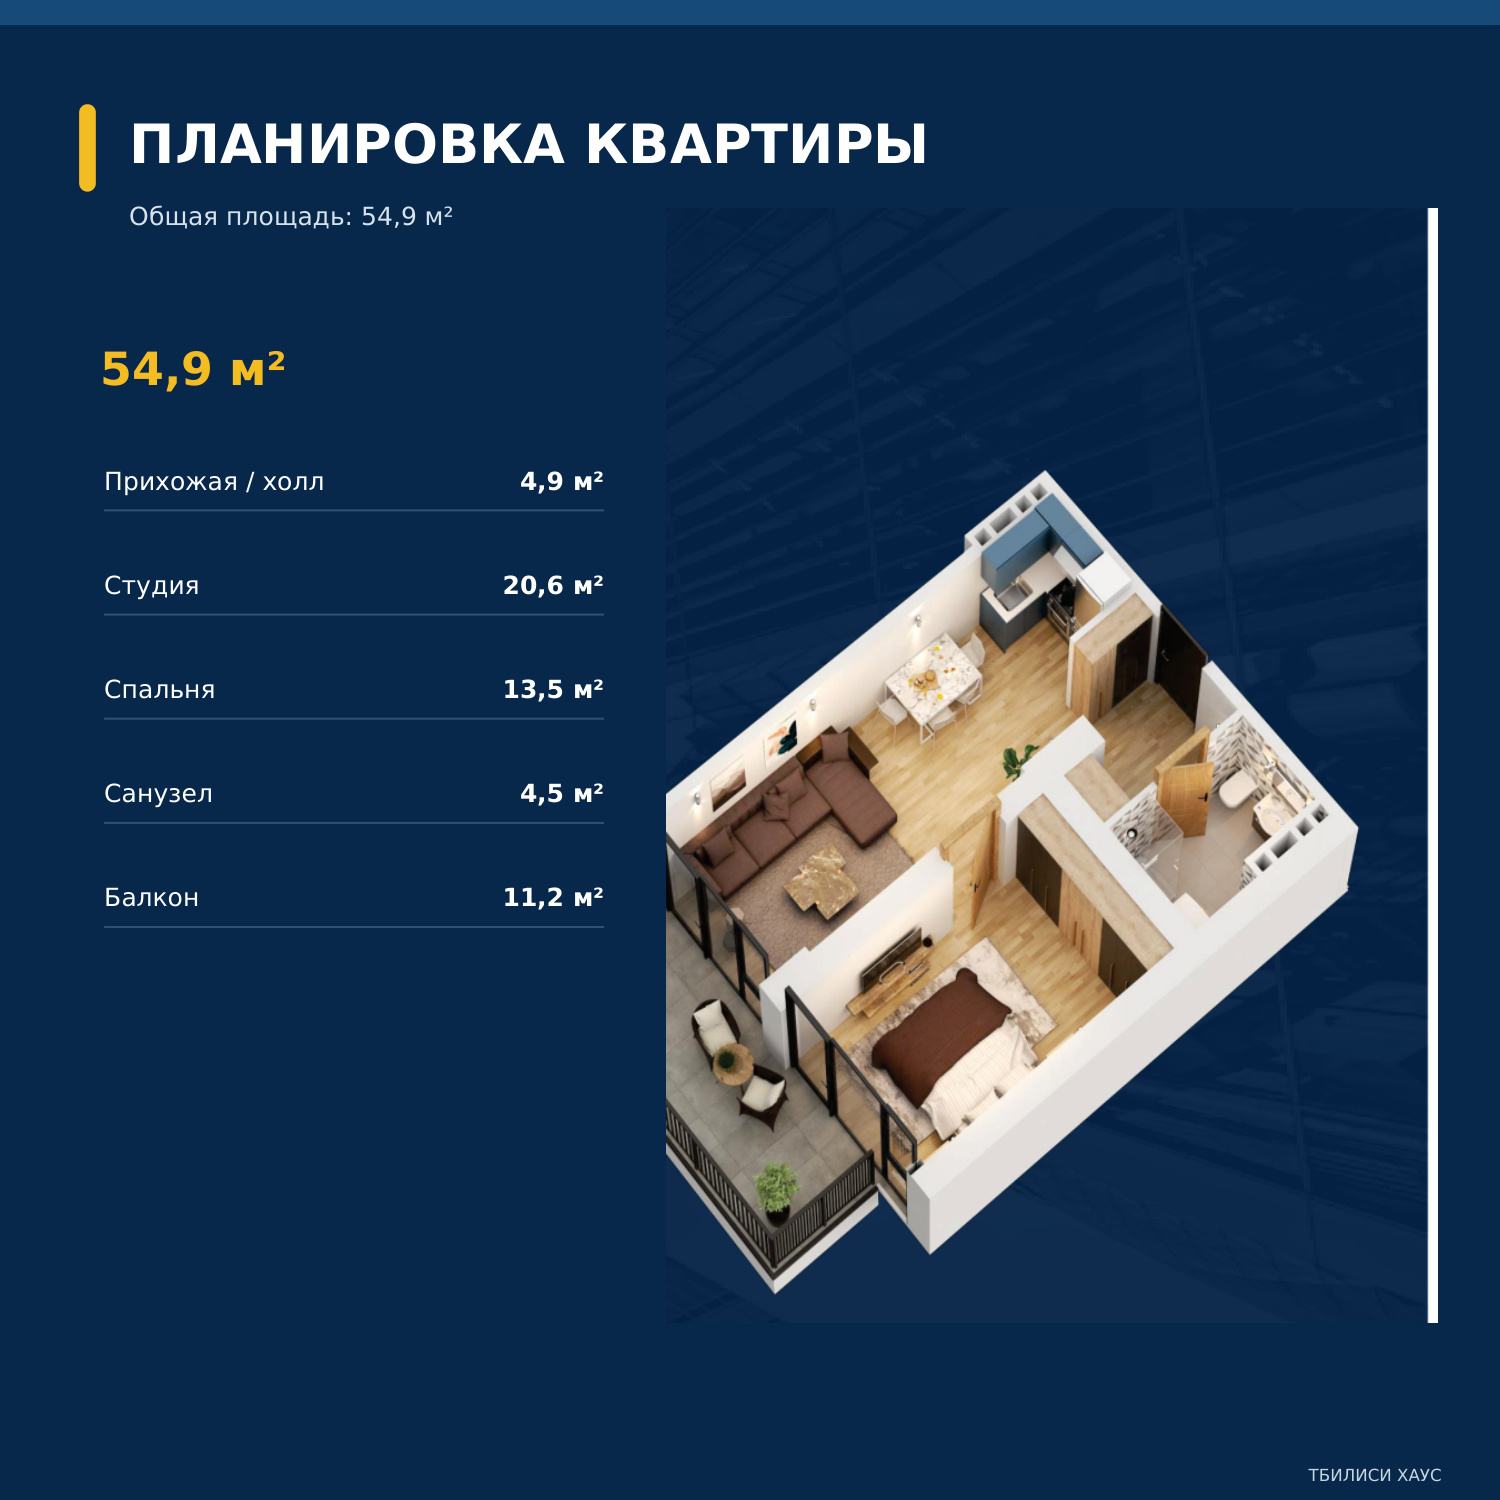 ПЛАНИРОВКА КВАРТИРЫ
Общая площадь: 54,9 м²
54,9 м²
Прихожая / холл 4,9 м²
Студия 20,6 м²
Спальня 13,5 м²
Санузел 4,5 м²
Балкон 11,2 м²
ТБИЛИСИ ХАУС